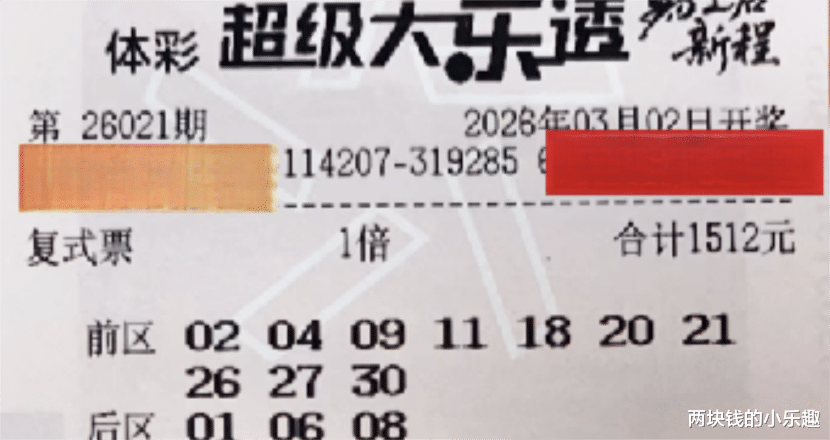 体彩 超级大乐透
新程
第 26021期 2026年03月02日开奖
114207-319285 6
复式票 1倍 合计1512元
前区 02 04 09 11 18 20 21
26 27 30
后区 01 06 08
两块钱的小乐趣